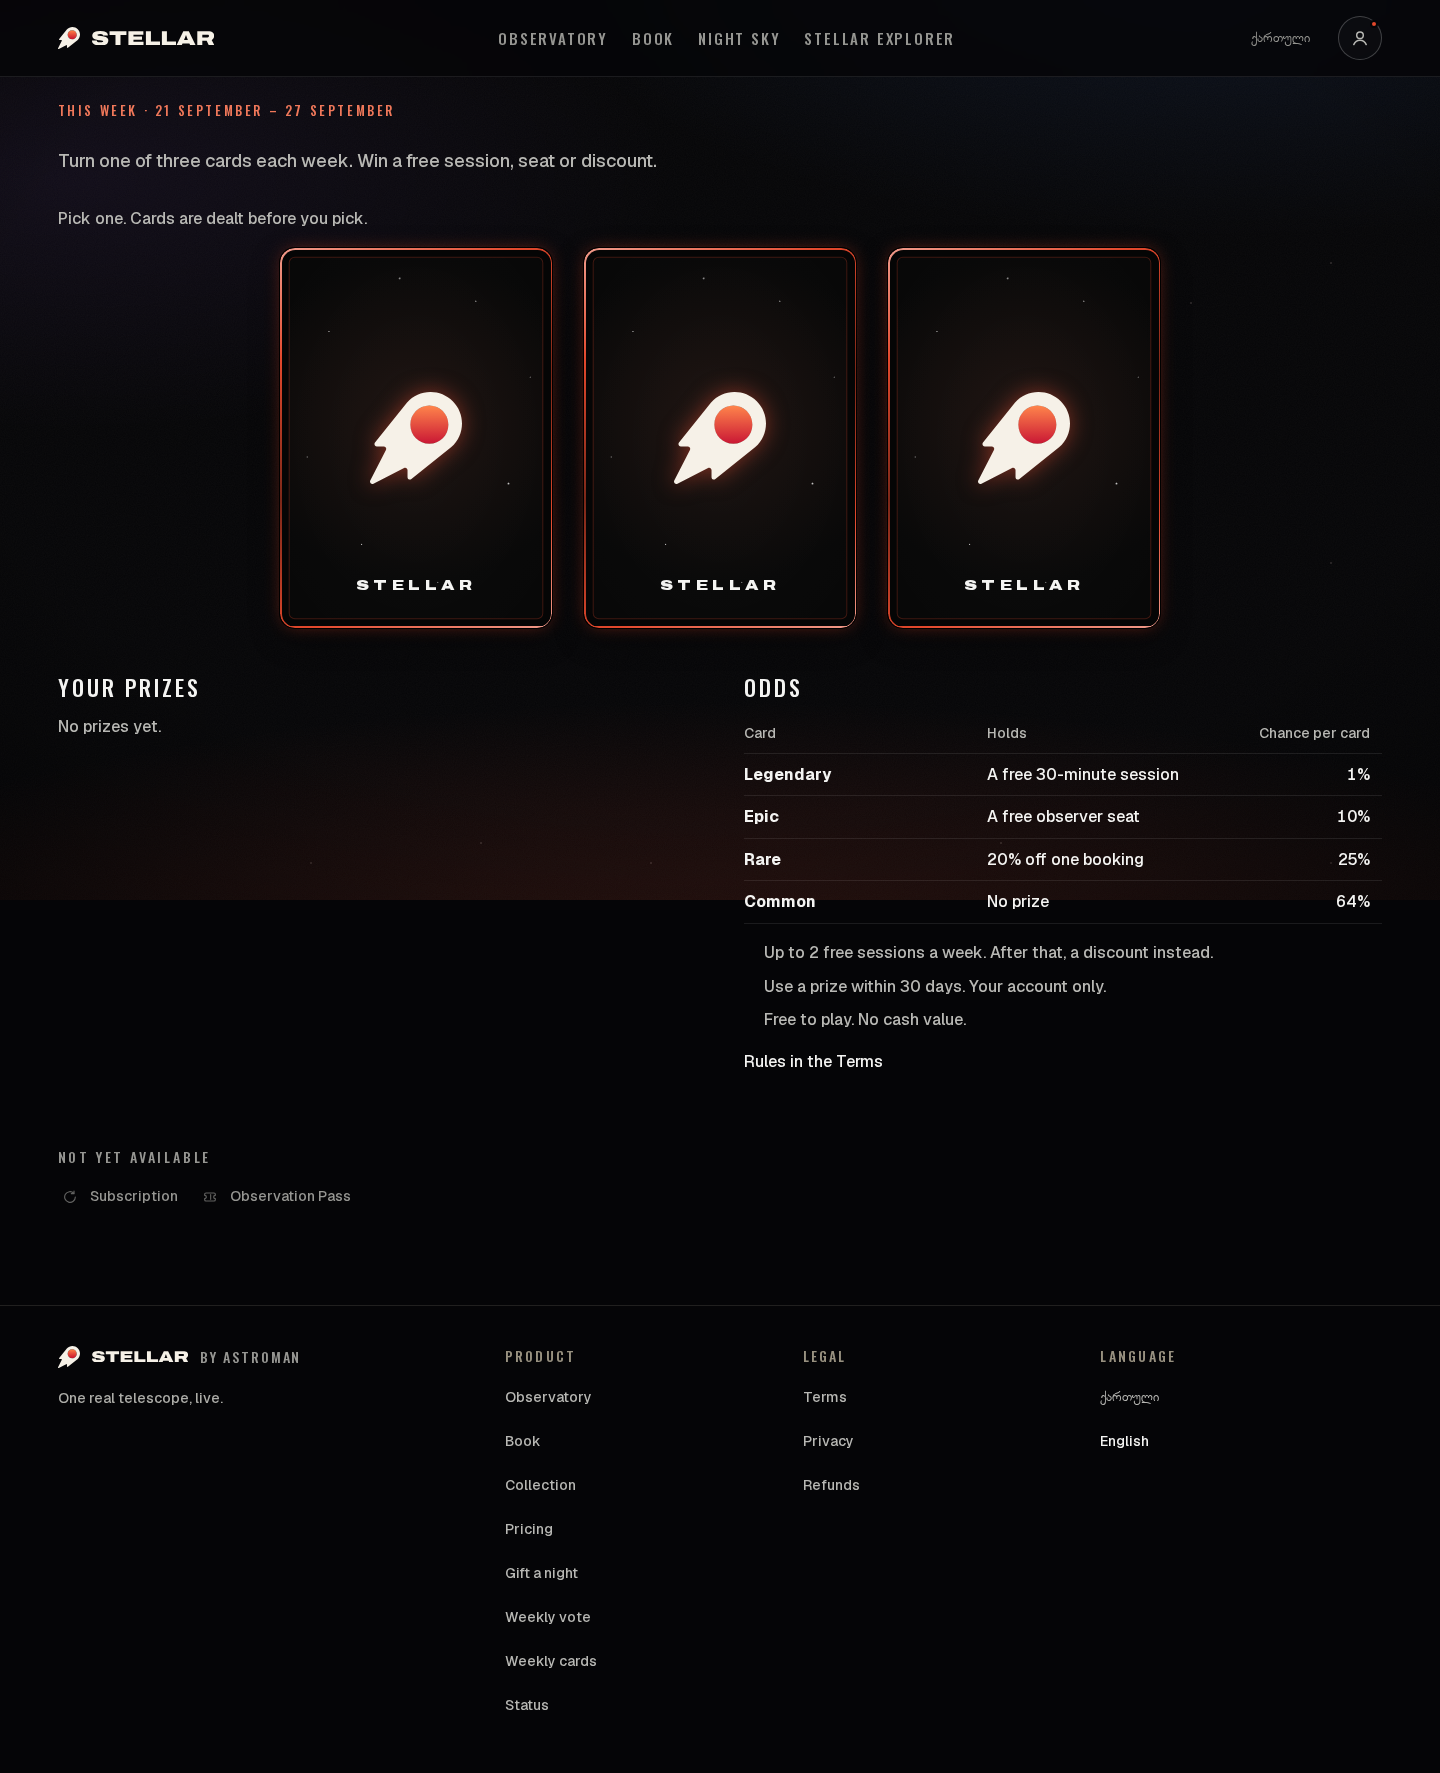 STELLAR
OBSERVATORY BOOK NIGHT SKY STELLAR EXPLORER
ქართული
THIS WEEK · 21 SEPTEMBER – 27 SEPTEMBER
Turn one of three cards each week. Win a free session, seat or discount.
Pick one. Cards are dealt before you pick.
STELLAR STELLAR STELLAR
YOUR PRIZES
No prizes yet.
ODDS
Card Holds Chance per card
Legendary A free 30-minute session 1%
Epic A free observer seat 10%
Rare 20% off one booking 25%
Common No prize 64%
Up to 2 free sessions a week. After that, a discount instead.
Use a prize within 30 days. Your account only.
Free to play. No cash value.
Rules in the Terms
NOT YET AVAILABLE
Subscription Observation Pass
STELLAR BY ASTROMAN
One real telescope, live.
PRODUCT
Observatory
Book
Collection
Pricing
Gift a night
Weekly vote
Weekly cards
Status
LEGAL
Terms
Privacy
Refunds
LANGUAGE
ქართული
English